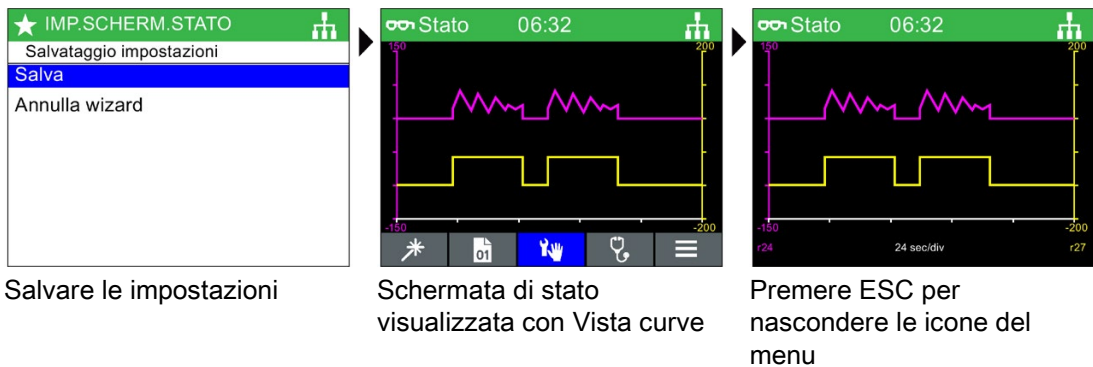 IMP.SCHERM.STATO
Salvataggio impostazioni
Salva
Annulla wizard
Salvare le impostazioni
Stato 06:32
150 200
-150 -200
01
Schermata di stato
visualizzata con Vista curve
Stato 06:32
150 200
-150 -200
r24 24 sec/div r27
Premere ESC per
nascondere le icone del
menu